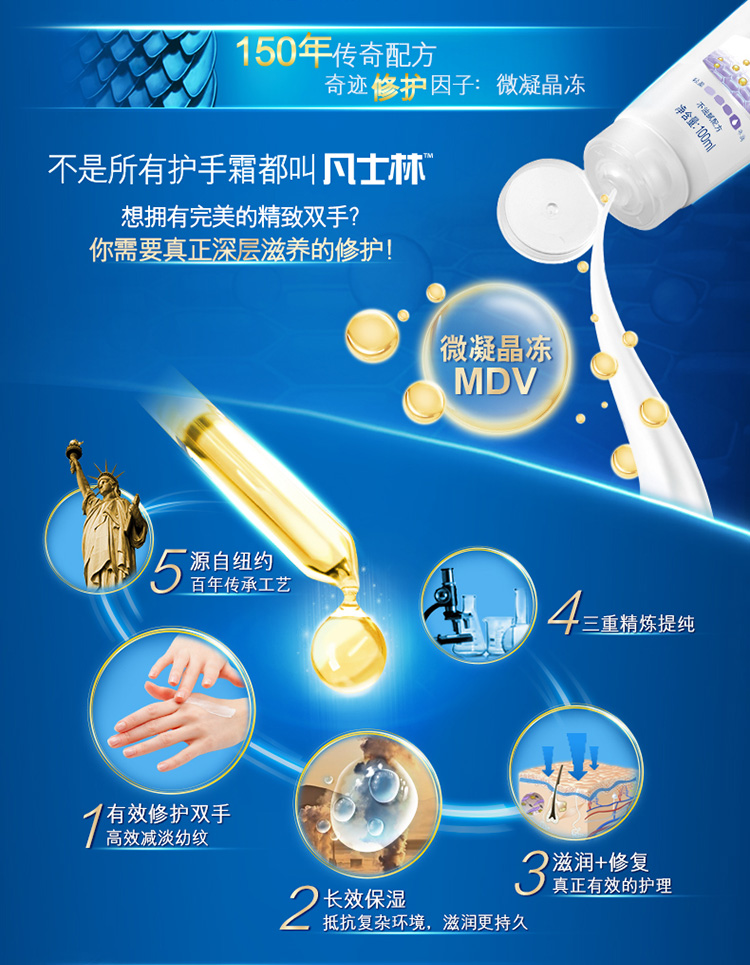 150年传奇配方
奇迹修护因子：微凝晶冻
不是所有护手霜都叫凡士林™
想拥有完美的精致双手?
你需要真正深层滋养的修护!
不油腻配方
净含量: 100ml
微凝晶冻
MDV
5 源自纽约
百年传承工艺
4 三重精炼提纯
1 有效修护双手
高效减淡幼纹
2 长效保湿
抵抗复杂环境，滋润更持久
3 滋润+修复
真正有效的护理